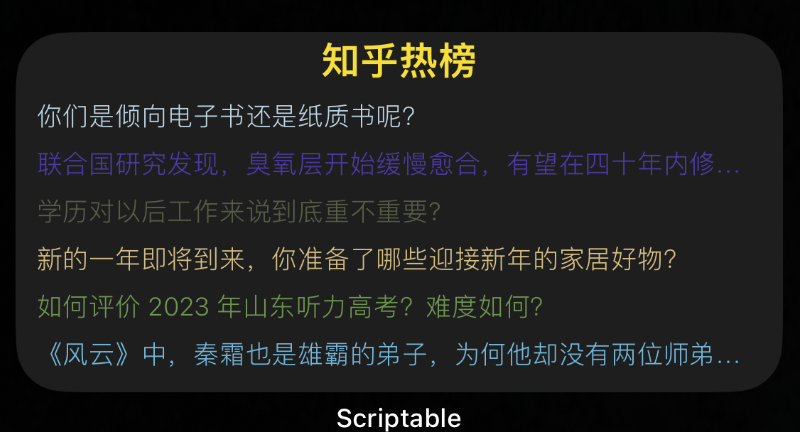 知乎热榜
你们是倾向电子书还是纸质书呢？
联合国研究发现，臭氧层开始缓慢愈合，有望在四十年内修...
学历对以后工作来说到底重不重要？
新的一年即将到来，你准备了哪些迎接新年的家居好物？
如何评价 2023 年山东听力高考？难度如何？
《风云》中，秦霜也是雄霸的弟子，为何他却没有两位师弟...
Scriptable